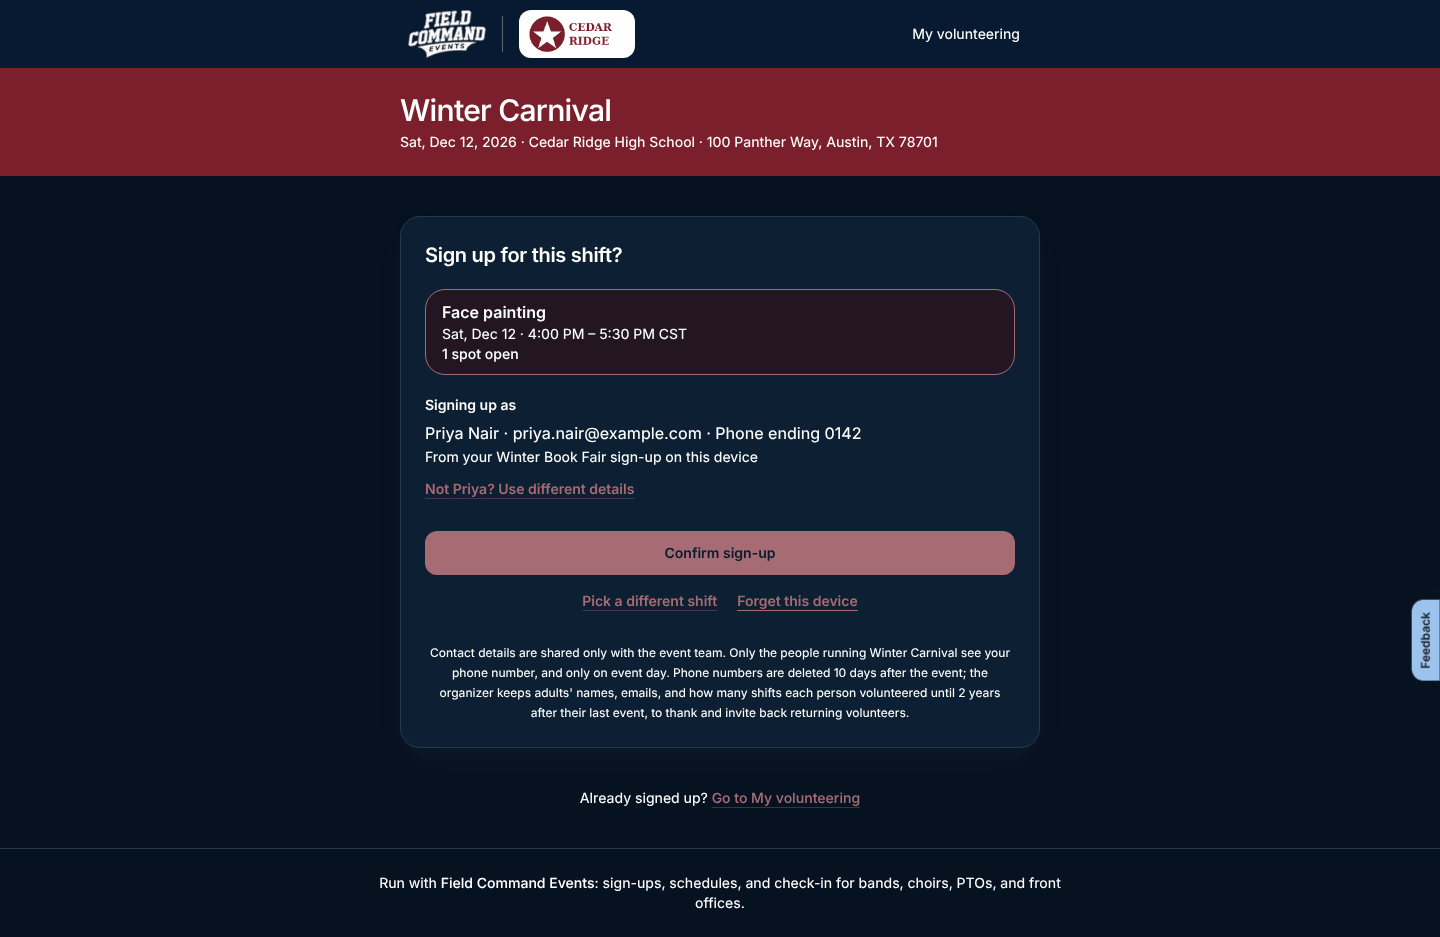 FIELD
COMMAND
EVENTS
CEDAR
RIDGE
My volunteering
Winter Carnival
Sat, Dec 12, 2026 · Cedar Ridge High School · 100 Panther Way, Austin, TX 78701
Sign up for this shift?
Face painting
Sat, Dec 12 · 4:00 PM – 5:30 PM CST
1 spot open
Signing up as
Priya Nair · priya.nair@example.com · Phone ending 0142
From your Winter Book Fair sign-up on this device
Not Priya? Use different details
Confirm sign-up
Pick a different shift Forget this device
Contact details are shared only with the event team. Only the people running Winter Carnival see your
phone number, and only on event day. Phone numbers are deleted 10 days after the event; the
organizer keeps adults' names, emails, and how many shifts each person volunteered until 2 years
after their last event, to thank and invite back returning volunteers.
Feedback
Already signed up? Go to My volunteering
Run with Field Command Events: sign-ups, schedules, and check-in for bands, choirs, PTOs, and front
offices.